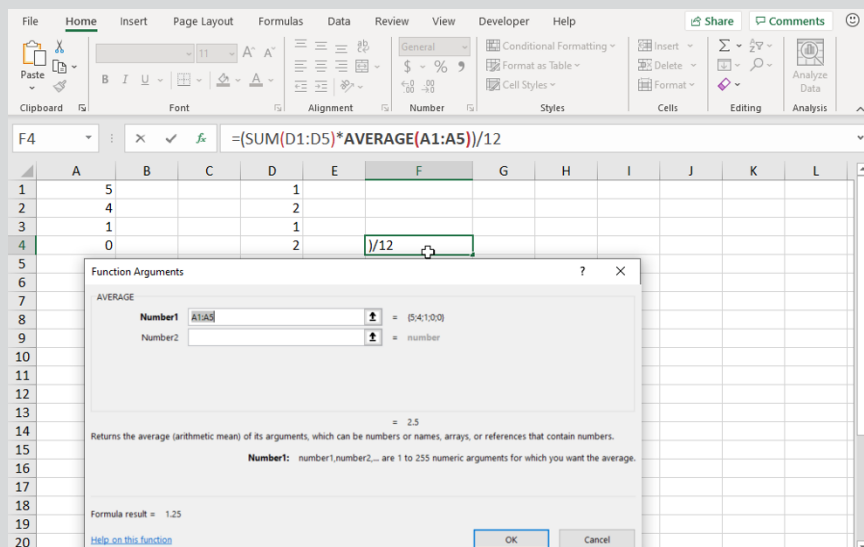 File Home Insert Page Layout Formulas Data Review View Developer Help Share Comments
11 A A General Conditional Formatting Insert Σ
Paste B I U A $ % 9 Format as Table Delete Analyze
Cell Styles Format Data
Clipboard Font Alignment Number Styles Cells Editing Analysis
F4 fx =(SUM(D1:D5)*AVERAGE(A1:A5))/12
A B C D E F G H I J K L
1 5 1
2 4 2
3 1 1
4 0 2 )/12
5
6
7
8
9
10
11
12
13
14
15
16
17
18
19
20
Function Arguments ? X
AVERAGE
Number1 A1:A5 = {5;4;1;0;0}
Number2 = number
= 2.5
Returns the average (arithmetic mean) of its arguments, which can be numbers or names, arrays, or references that contain numbers.
Number1: number1,number2,... are 1 to 255 numeric arguments for which you want the average.
Formula result = 1.25
Help on this function OK Cancel